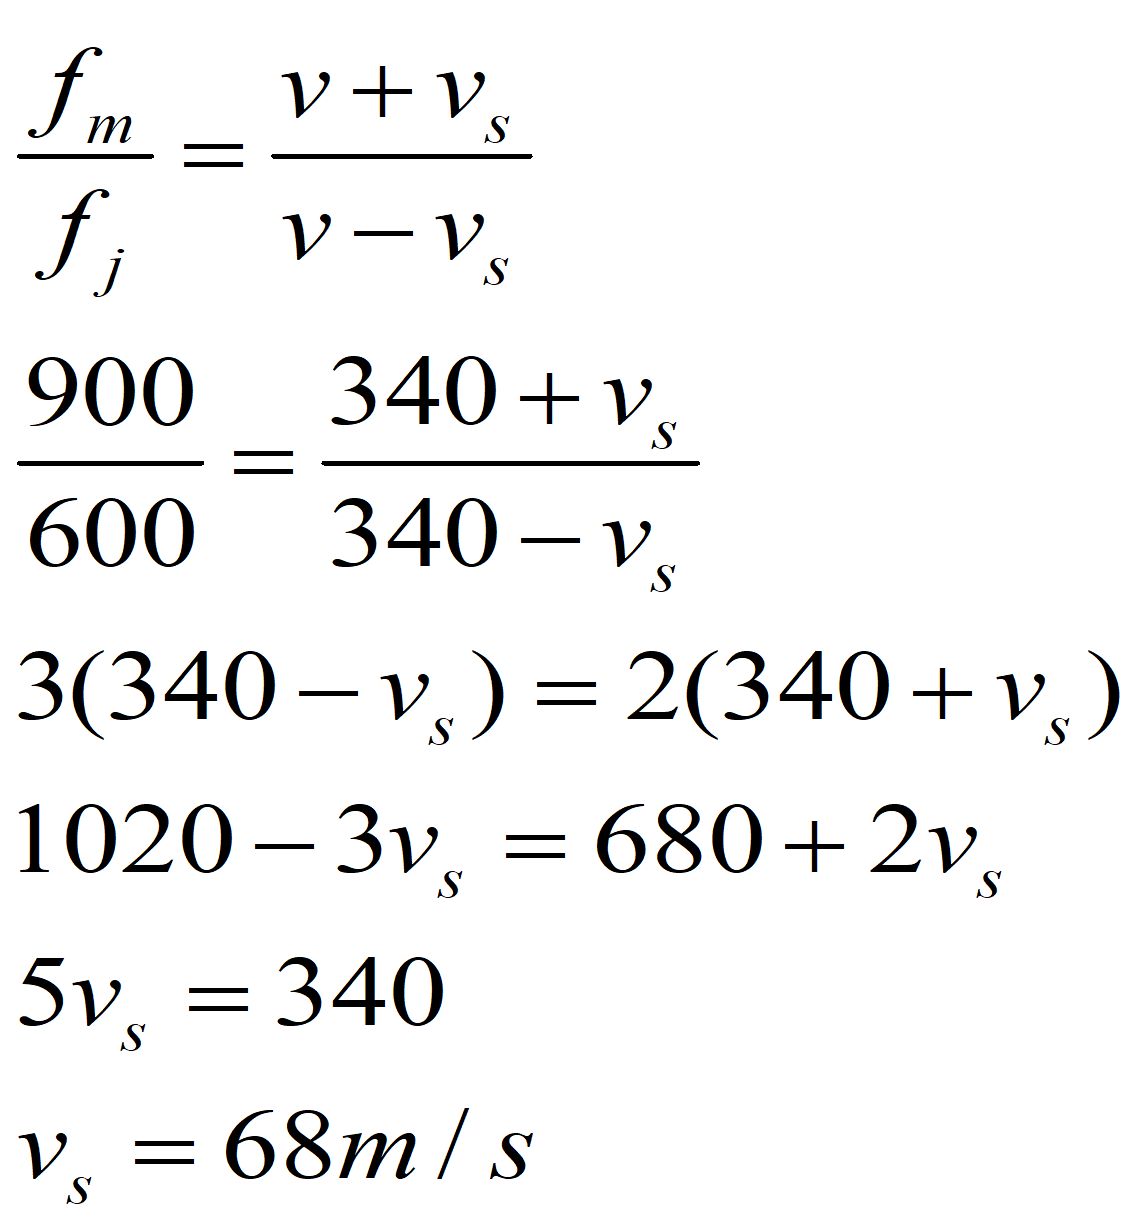 f_m / f_j = (v + v_s) / (v − v_s)
900 / 600 = (340 + v_s) / (340 − v_s)
3(340 − v_s) = 2(340 + v_s)
1020 − 3v_s = 680 + 2v_s
5v_s = 340
v_s = 68m / s